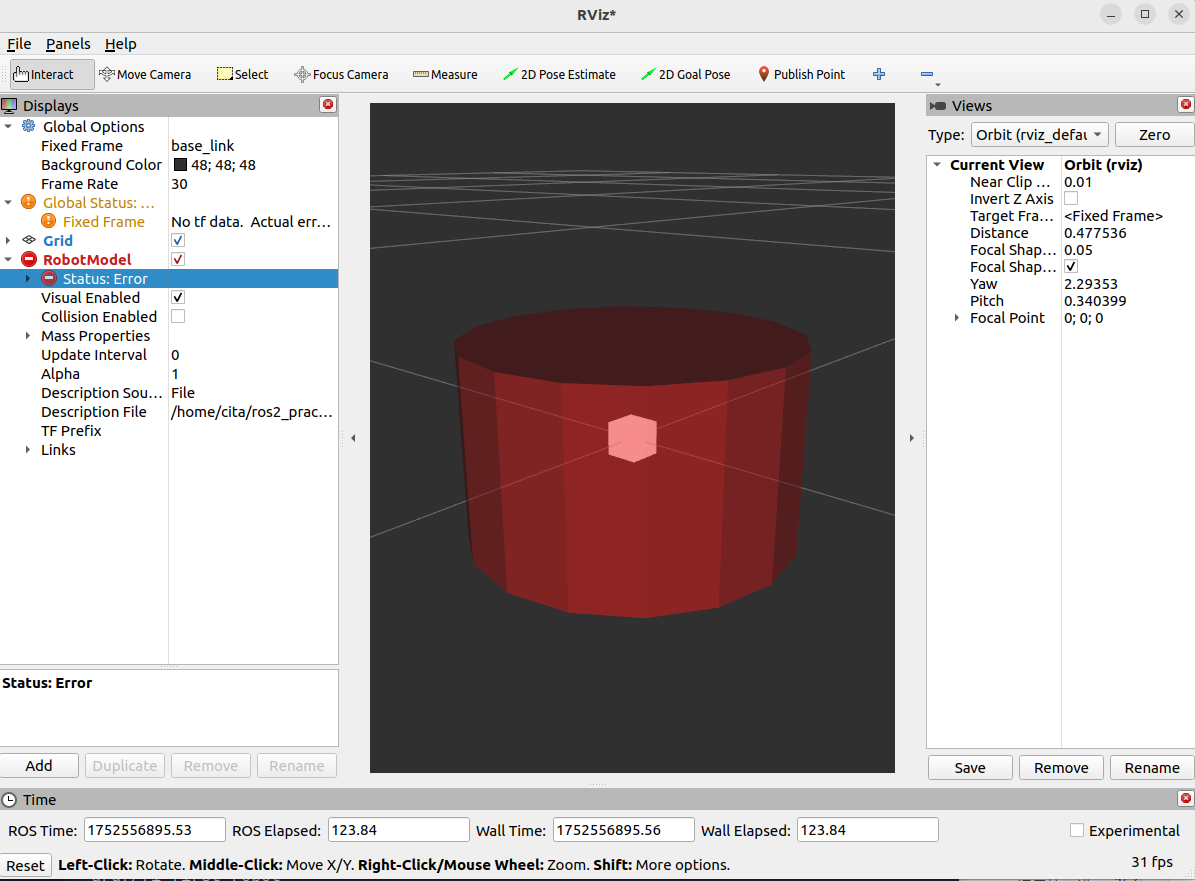 RViz*
File Panels Help
Interact Move Camera Select Focus Camera Measure 2D Pose Estimate 2D Goal Pose Publish Point
Displays
Global Options
Fixed Frame base_link
Background Color 48; 48; 48
Frame Rate 30
Global Status: ...
Fixed Frame No tf data. Actual err...
Grid
RobotModel
Status: Error
Visual Enabled
Collision Enabled
Mass Properties
Update Interval 0
Alpha 1
Description Sou... File
Description File /home/cita/ros2_prac...
TF Prefix
Links
Status: Error
Add Duplicate Remove Rename
Views
Type: Orbit (rviz_defau Zero
Current View Orbit (rviz)
Near Clip ... 0.01
Invert Z Axis
Target Fra... <Fixed Frame>
Distance 0.477536
Focal Shap... 0.05
Focal Shap...
Yaw 2.29353
Pitch 0.340399
Focal Point 0; 0; 0
Save Remove Rename
Time
ROS Time: 1752556895.53 ROS Elapsed: 123.84 Wall Time: 1752556895.56 Wall Elapsed: 123.84 Experimental
Reset Left-Click: Rotate. Middle-Click: Move X/Y. Right-Click/Mouse Wheel: Zoom. Shift: More options. 31 fps